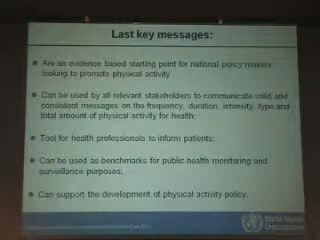 Last key messages:
Are an evidence based starting point for national policy makers
looking to promote physical activity
Can be used by all relevant stakeholders to communicate valid and
consistent messages on the frequency, duration, intensity, type and
total amount of physical activity for health;
Tool for health professionals to inform patients;
Can be used as benchmarks for public health monitoring and
surveillance purposes;
Can support the development of physical activity policy.
World Health
Organization